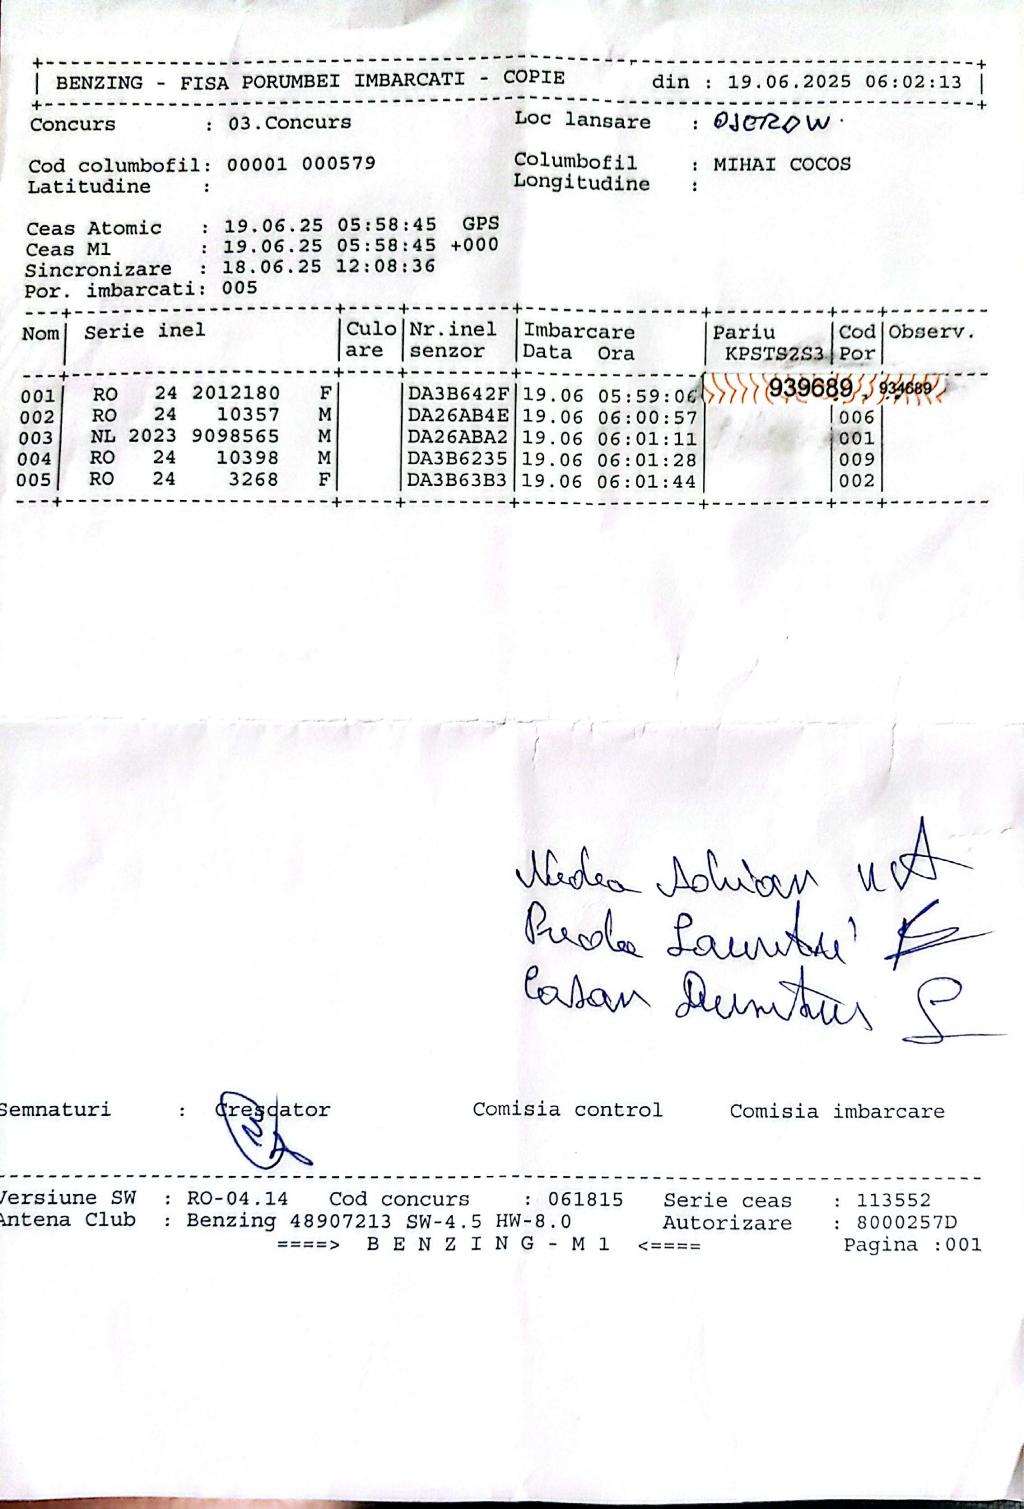 BENZING - FISA PORUMBEI IMBARCATI - COPIE din : 19.06.2025 06:02:13
Concurs : 03.Concurs Loc lansare : OJEROW
Cod columbofil: 00001 000579 Columbofil : MIHAI COCOS
Latitudine : Longitudine :
Ceas Atomic : 19.06.25 05:58:45 GPS
Ceas M1 : 19.06.25 05:58:45 +000
Sincronizare : 18.06.25 12:08:36
Por. imbarcati: 005
Nom Serie inel Culo Nr.inel Imbarcare Pariu Cod Observ.
are senzor Data Ora KPSTS2S3 Por
001 RO 24 2012180 F DA3B642F 19.06 05:59:06 939689 934689
002 RO 24 10357 M DA26AB4E 19.06 06:00:57 006
003 NL 2023 9098565 M DA26ABA2 19.06 06:01:11 001
004 RO 24 10398 M DA3B6235 19.06 06:01:28 009
005 RO 24 3268 F DA3B63B3 19.06 06:01:44 002
Nedea Adrian
Preda Laurentiu
Casan Dumitru
Semnaturi : Crescator Comisia control Comisia imbarcare
Versiune SW : RO-04.14 Cod concurs : 061815 Serie ceas : 113552
Antena Club : Benzing 48907213 SW-4.5 HW-8.0 Autorizare : 8000257D
====> B E N Z I N G - M 1 <==== Pagina :001